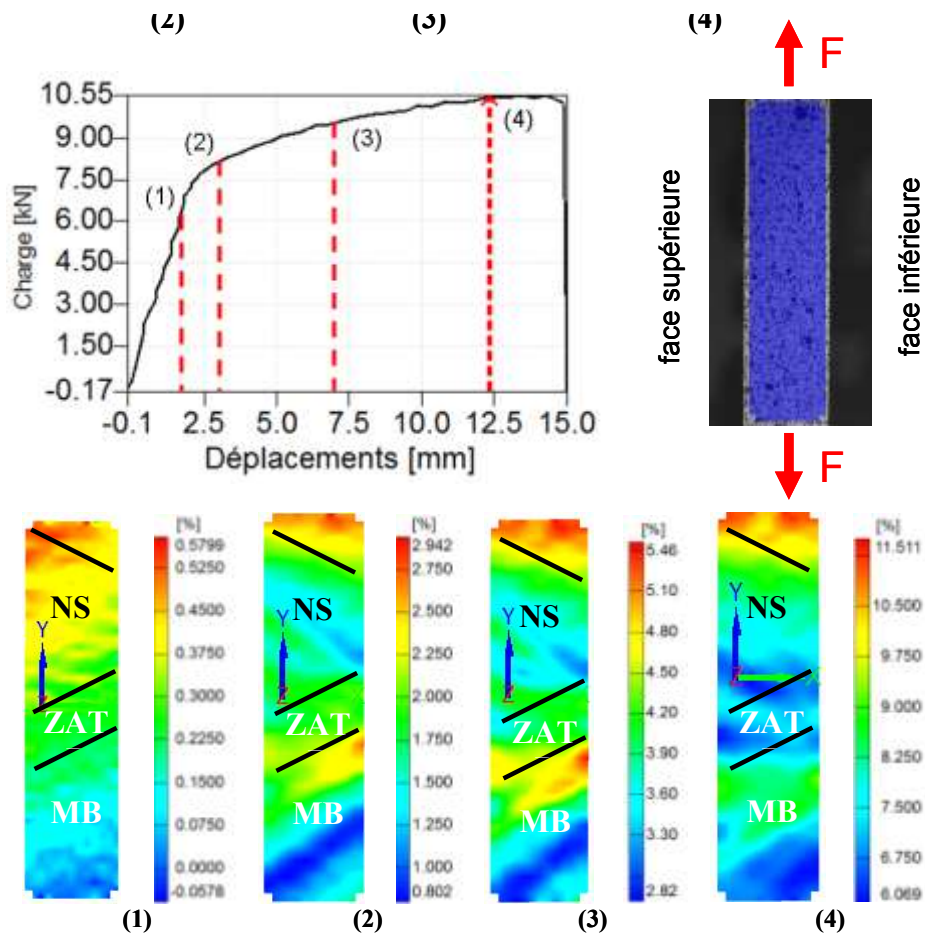 (2) (3) (4)
Charge [kN]
10.55
9.00
7.50
6.00
4.50
3.00
1.50
-0.17
(1)
(2)
(3)
(4)
-0.1 2.5 5.0 7.5 10.0 12.5 15.0
Déplacements [mm]
F
face supérieure
face inférieure
F
[%]
0.5799
0.5250
0.4500
0.3750
0.3000
0.2250
0.1500
0.0750
0.0000
-0.0578
NS
Y
Z
ZAT
MB
(1)
[%]
2.942
2.750
2.500
2.250
2.000
1.750
1.500
1.250
1.000
0.802
NS
Y
Z
ZAT
MB
(2)
[%]
5.46
5.10
4.80
4.50
4.20
3.90
3.60
3.30
2.82
NS
Y
Z
ZAT
MB
(3)
[%]
11.511
10.500
9.750
9.000
8.250
7.500
6.750
6.069
NS
Y
Z
X
ZAT
MB
(4)